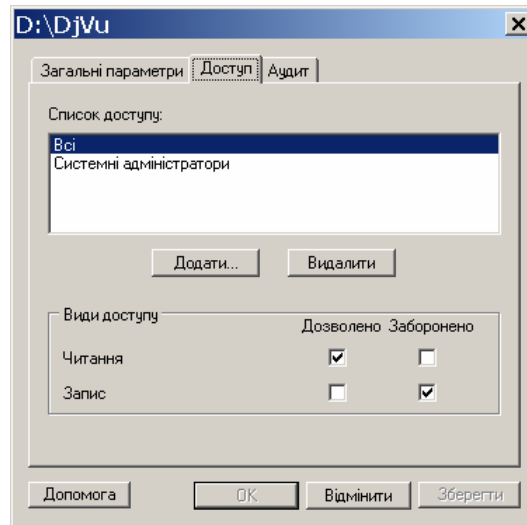 D:\DjVu
Загальні параметри Доступ Аудит
Список доступу:
Всі
Системні адміністратори
Додати... Видалити
Види доступу
Дозволено Заборонено
Читання
Запис
Допомога ОК Відмінити Зберегти